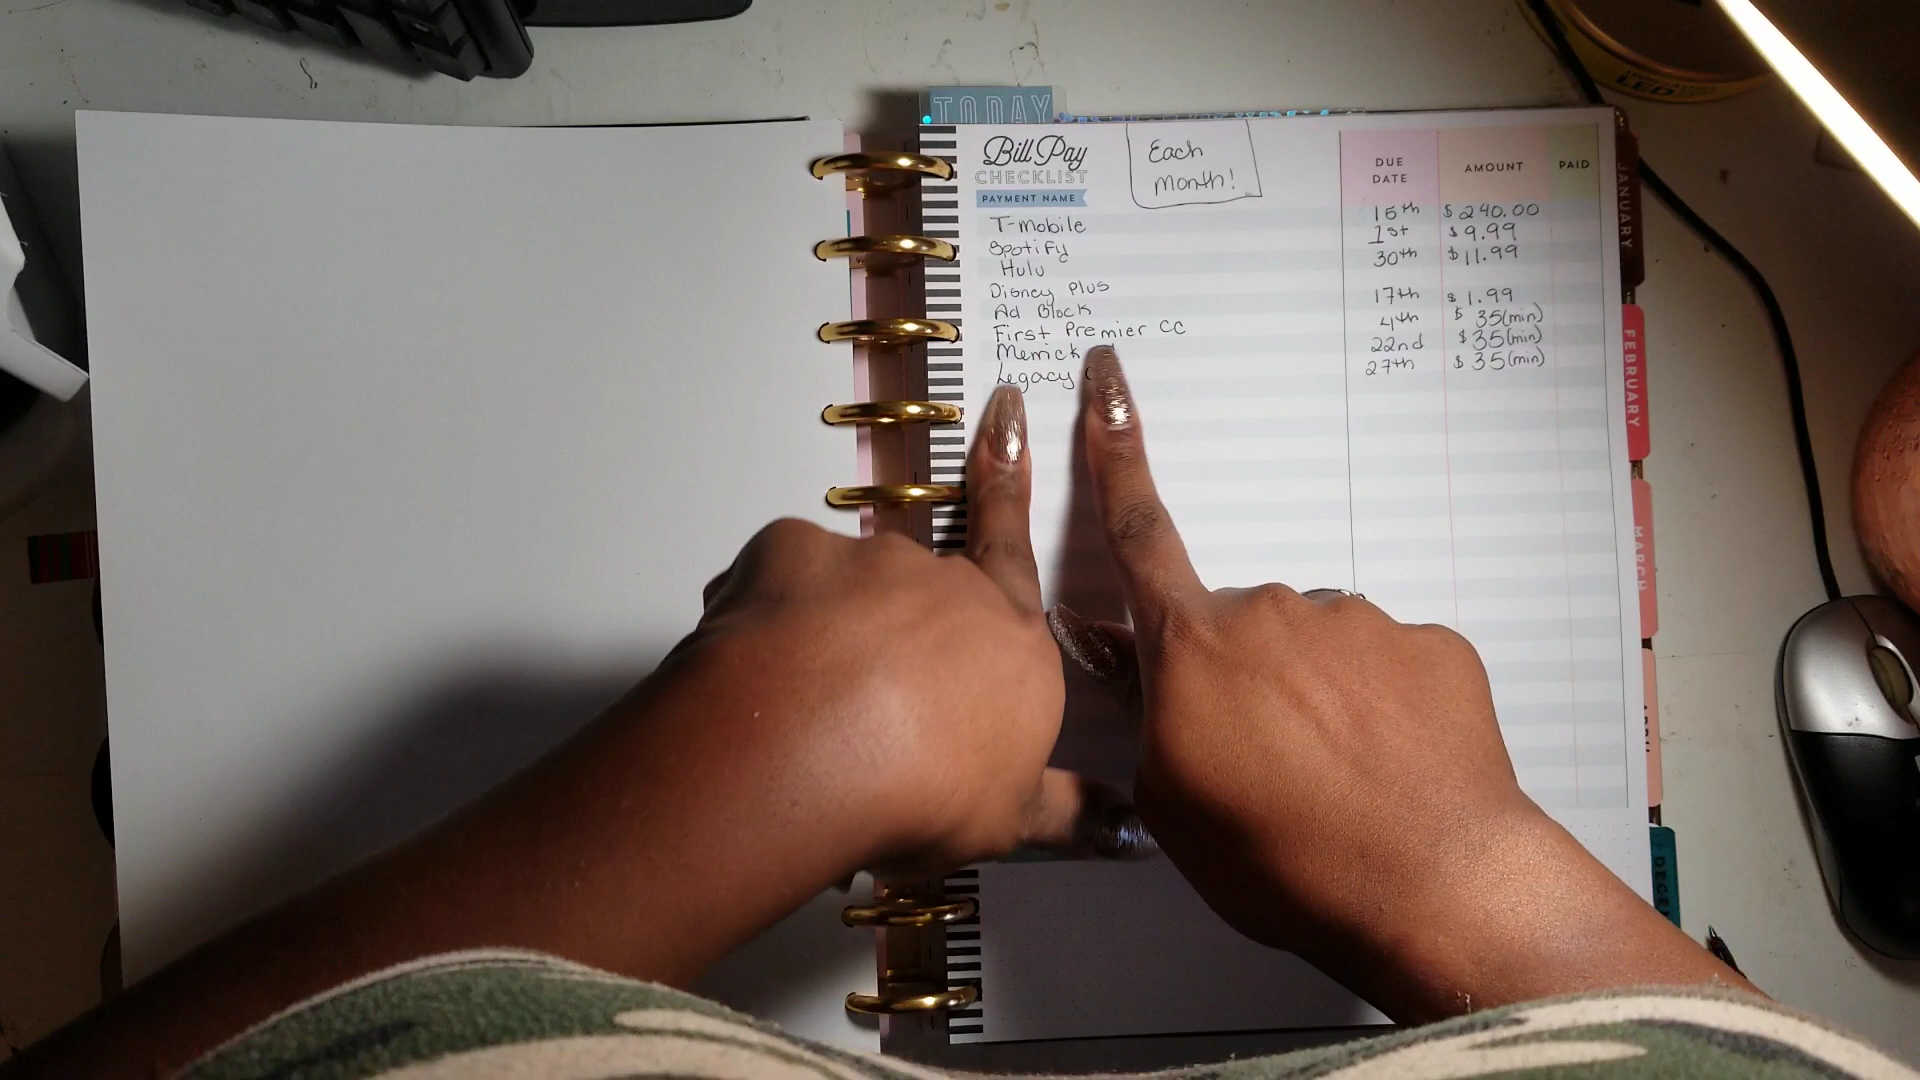 TODAY
Bill Pay
CHECKLIST
PAYMENT NAME
Each
Month!
DUE DATE AMOUNT PAID
T-mobile 15th $240.00
Spotify 1st $9.99
Hulu 30th $11.99
Disney Plus
Ad Block 17th $1.99
First Premier CC 4th $35(min)
Merrick 22nd $35(min)
Legacy 27th $35(min)
JANUARY
FEBRUARY
MARCH
APRIL
LED